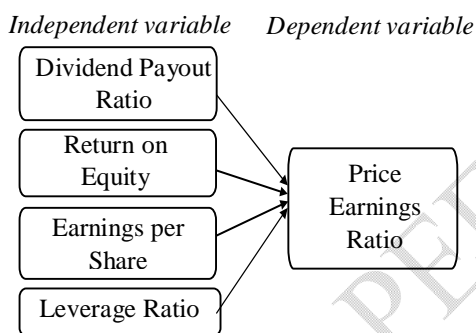 Independent variable
Dependent variable
Dividend Payout
Ratio
Return on
Equity
Earnings per
Share
Leverage Ratio
Price
Earnings
Ratio